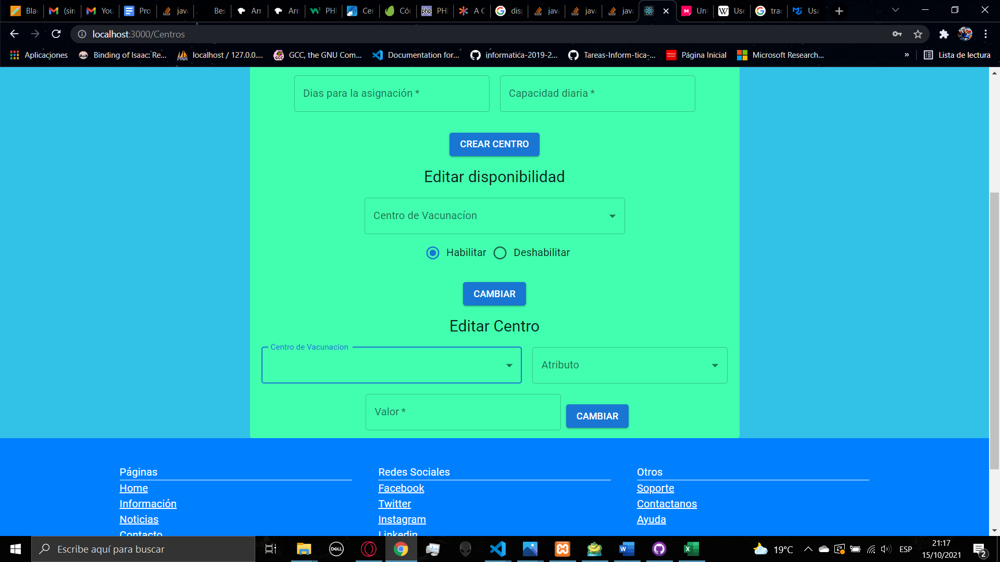 Bla
(sin
You
Pro
java
Bes
Arr
Arr
PHI
Cer
Cór
php
PHI
A C
disp
java
java
java
Unt
Use
trac
Usa
localhost:3000/Centros
Aplicaciones
Binding of Isaac: Re...
localhost / 127.0.0....
GCC, the GNU Com...
Documentation for...
informatica-2019-2...
Tareas-Inform-tica-...
Página Inicial
Microsoft Research...
»
Lista de lectura
Dias para la asignación *
Capacidad diaria *
CREAR CENTRO
Editar disponibilidad
Centro de Vacunacíon
Habilitar
Deshabilitar
CAMBIAR
Editar Centro
Centro de Vacunacíon
Atributo
Valor *
CAMBIAR
Páginas
Redes Sociales
Otros
Home
Facebook
Soporte
Información
Twitter
Contactanos
Noticias
Instagram
Ayuda
Contacto
Linkedin
Escribe aquí para buscar
DELL
19°C
ESP
21:17
15/10/2021
2